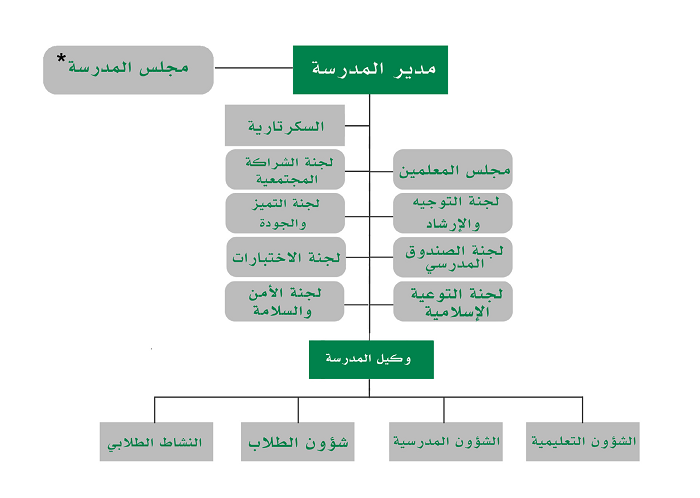 مدير المدرسة
مجلس المدرسة*
السكرتارية
مجلس المعلمين
لجنة الشراكة
المجتمعية
لجنة التوجيه
والإرشاد
لجنة التميز
والجودة
لجنة الصندوق
المدرسي
لجنة الاختبارات
لجنة التوعية
الإسلامية
لجنة الأمن
والسلامة
وكيل المدرسة
الشؤون التعليمية
الشؤون المدرسية
شؤون الطلاب
النشاط الطلابي